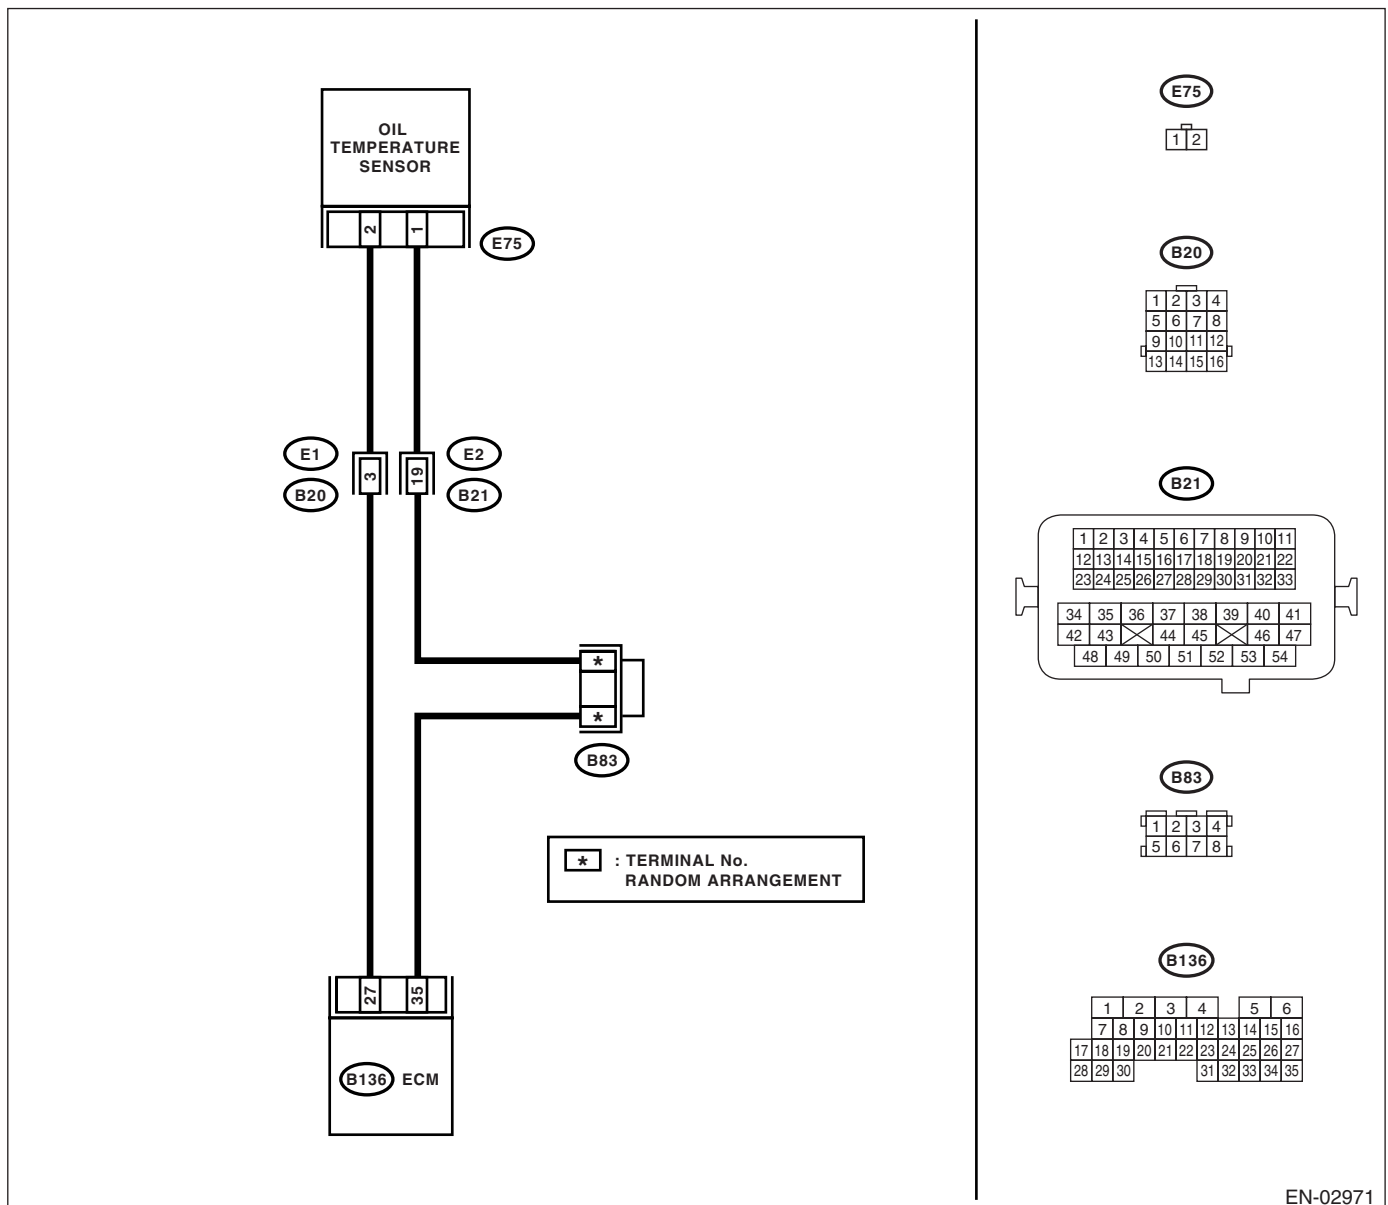 OIL
TEMPERATURE
SENSOR
2 1
E75
E1
3
19
E2
B20
B21
*
*
B83
* : TERMINAL No.
RANDOM ARRANGEMENT
27 35
B136 ECM
E75
1 2
B20
1 2 3 4
5 6 7 8
9 10 11 12
13 14 15 16
B21
1 2 3 4 5 6 7 8 9 10 11
12 13 14 15 16 17 18 19 20 21 22
23 24 25 26 27 28 29 30 31 32 33
34 35 36 37 38 39 40 41
42 43 44 45 46 47
48 49 50 51 52 53 54
B83
1 2 3 4
5 6 7 8
B136
1 2 3 4 5 6
7 8 9 10 11 12 13 14 15 16
17 18 19 20 21 22 23 24 25 26 27
28 29 30 31 32 33 34 35
EN-02971